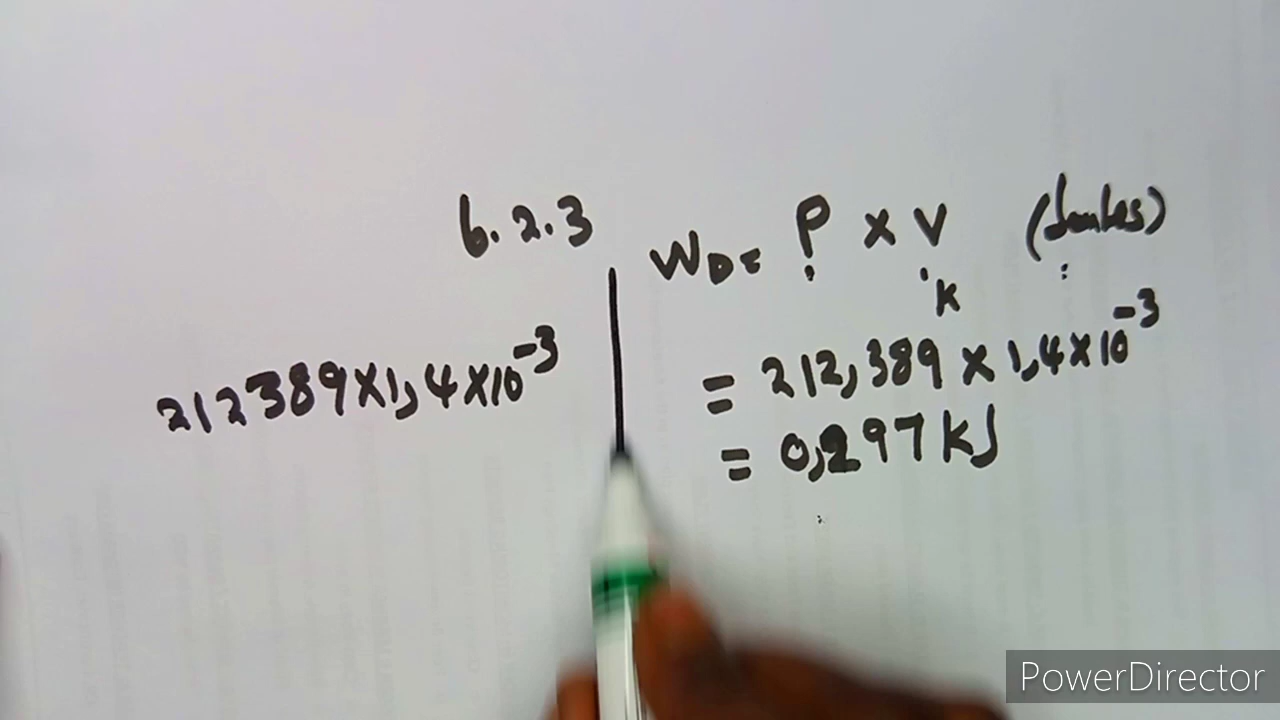 6.2.3
W_D = P × V (Joules)
k
212389×1,4×10^-3
= 212,389 × 1,4×10^-3
= 0,297 kJ
PowerDirector